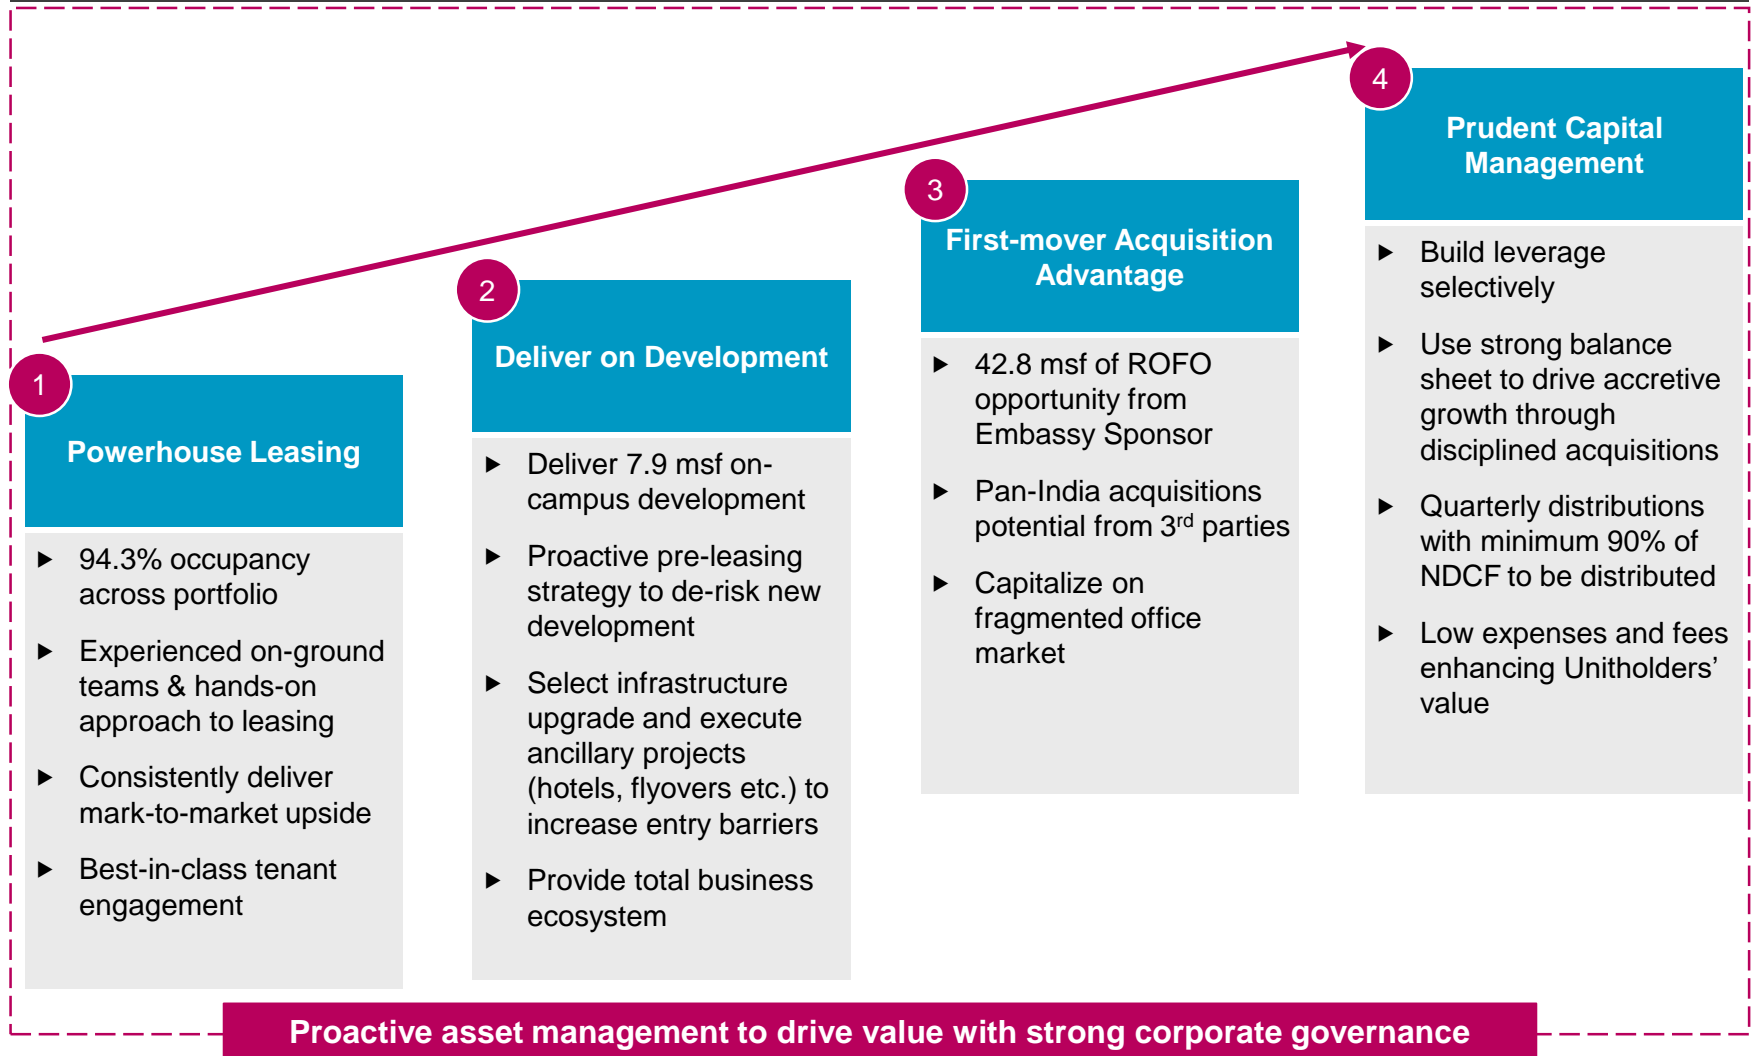 1
Powerhouse Leasing
▶ 94.3% occupancy
across portfolio
▶ Experienced on-ground
teams & hands-on
approach to leasing
▶ Consistently deliver
mark-to-market upside
▶ Best-in-class tenant
engagement
2
Deliver on Development
▶ Deliver 7.9 msf on-
campus development
▶ Proactive pre-leasing
strategy to de-risk new
development
▶ Select infrastructure
upgrade and execute
ancillary projects
(hotels, flyovers etc.) to
increase entry barriers
▶ Provide total business
ecosystem
3
First-mover Acquisition
Advantage
▶ 42.8 msf of ROFO
opportunity from
Embassy Sponsor
▶ Pan-India acquisitions
potential from 3rd parties
▶ Capitalize on
fragmented office
market
4
Prudent Capital
Management
▶ Build leverage
selectively
▶ Use strong balance
sheet to drive accretive
growth through
disciplined acquisitions
▶ Quarterly distributions
with minimum 90% of
NDCF to be distributed
▶ Low expenses and fees
enhancing Unitholders’
value
Proactive asset management to drive value with strong corporate governance